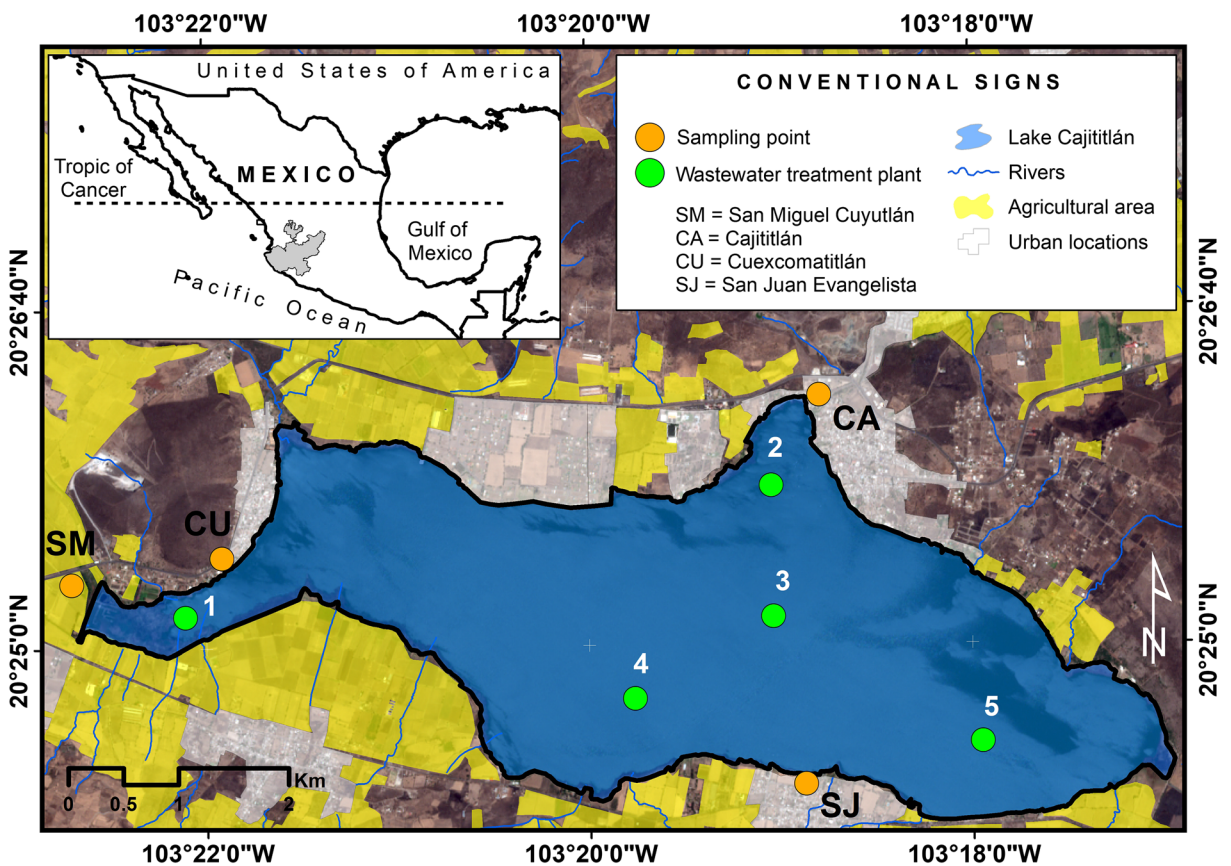 103°22'0"W 103°20'0"W 103°18'0"W
United States of America
Tropic of
Cancer
MEXICO
Gulf of
Mexico
Pacific Ocean
CONVENTIONAL SIGNS
Sampling point
Wastewater treatment plant
SM = San Miguel Cuyutlán
CA = Cajititlán
CU = Cuexcomatitlán
SJ = San Juan Evangelista
Lake Cajititlán
Rivers
Agricultural area
Urban locations
20°26'40"N
20°26'40"N
CA
2
CU
SM
1
3
N
20°25'0"N
20°25'0"N
4
5
SJ
Km
0 0.5 1 2
103°22'0"W 103°20'0"W 103°18'0"W